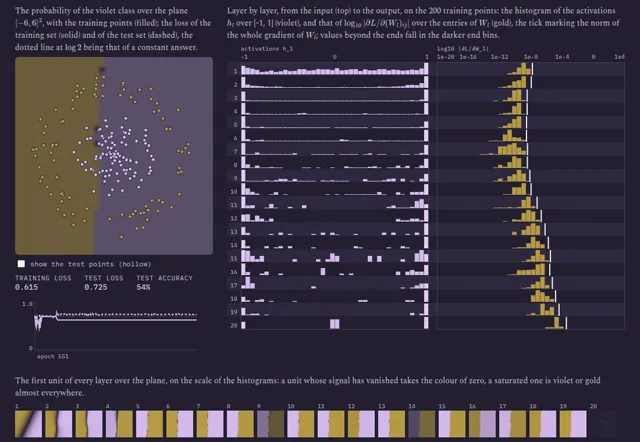 The probability of the violet class over the plane
[−6, 6]², with the training points (filled); the loss of the
training set (solid) and of the test set (dashed), the
dotted line at log 2 being that of a constant answer.
show the test points (hollow)
TRAINING LOSS TEST LOSS TEST ACCURACY
0.615 0.725 54%
1.0
0
epoch 551
Layer by layer, from the input (top) to the output, on the 200 training points: the histogram of the activations
hₗ over [-1, 1] (violet), and that of log₁₀ |∂L/∂(Wₗ)ᵢⱼ| over the entries of Wₗ (gold), the tick marking the norm of
the whole gradient of Wₗ; values beyond the ends fall in the darker end bins.
activations h_l log10 |∂L/∂W_l|
-1 0 1 1e-20 1e-16 1e-12 1e-8 1e-4 0 1e4
1
2
3
4
5
6
7
8
9
10
11
12
13
14
15
16
17
18
19
20
The first unit of every layer over the plane, on the scale of the histograms: a unit whose signal has vanished takes the colour of zero, a saturated one is violet or gold
almost everywhere.
1 2 3 4 5 6 7 8 9 10 11 12 13 14 15 16 17 18 19 20